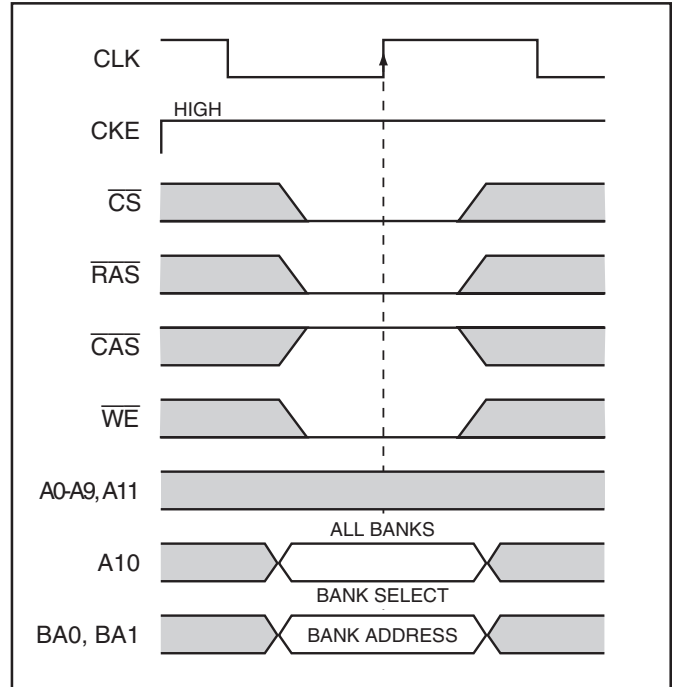 CLK
HIGH
CKE
CS
RAS
CAS
WE
A0-A9, A11
ALL BANKS
A10
BANK SELECT
BA0, BA1
BANK ADDRESS